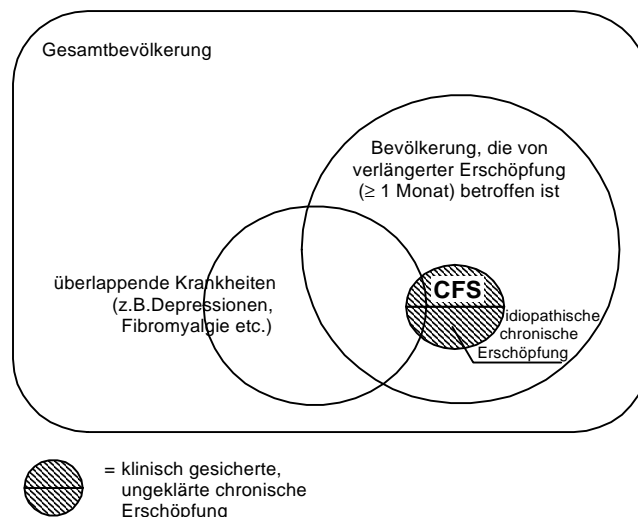 Gesamtbevölkerung
Bevölkerung, die von
verlängerter Erschöpfung
(≥ 1 Monat) betroffen ist
überlappende Krankheiten
(z.B.Depressionen,
Fibromyalgie etc.)
CFS
idiopathische
chronische
Erschöpfung
= klinisch gesicherte,
ungeklärte chronische
Erschöpfung